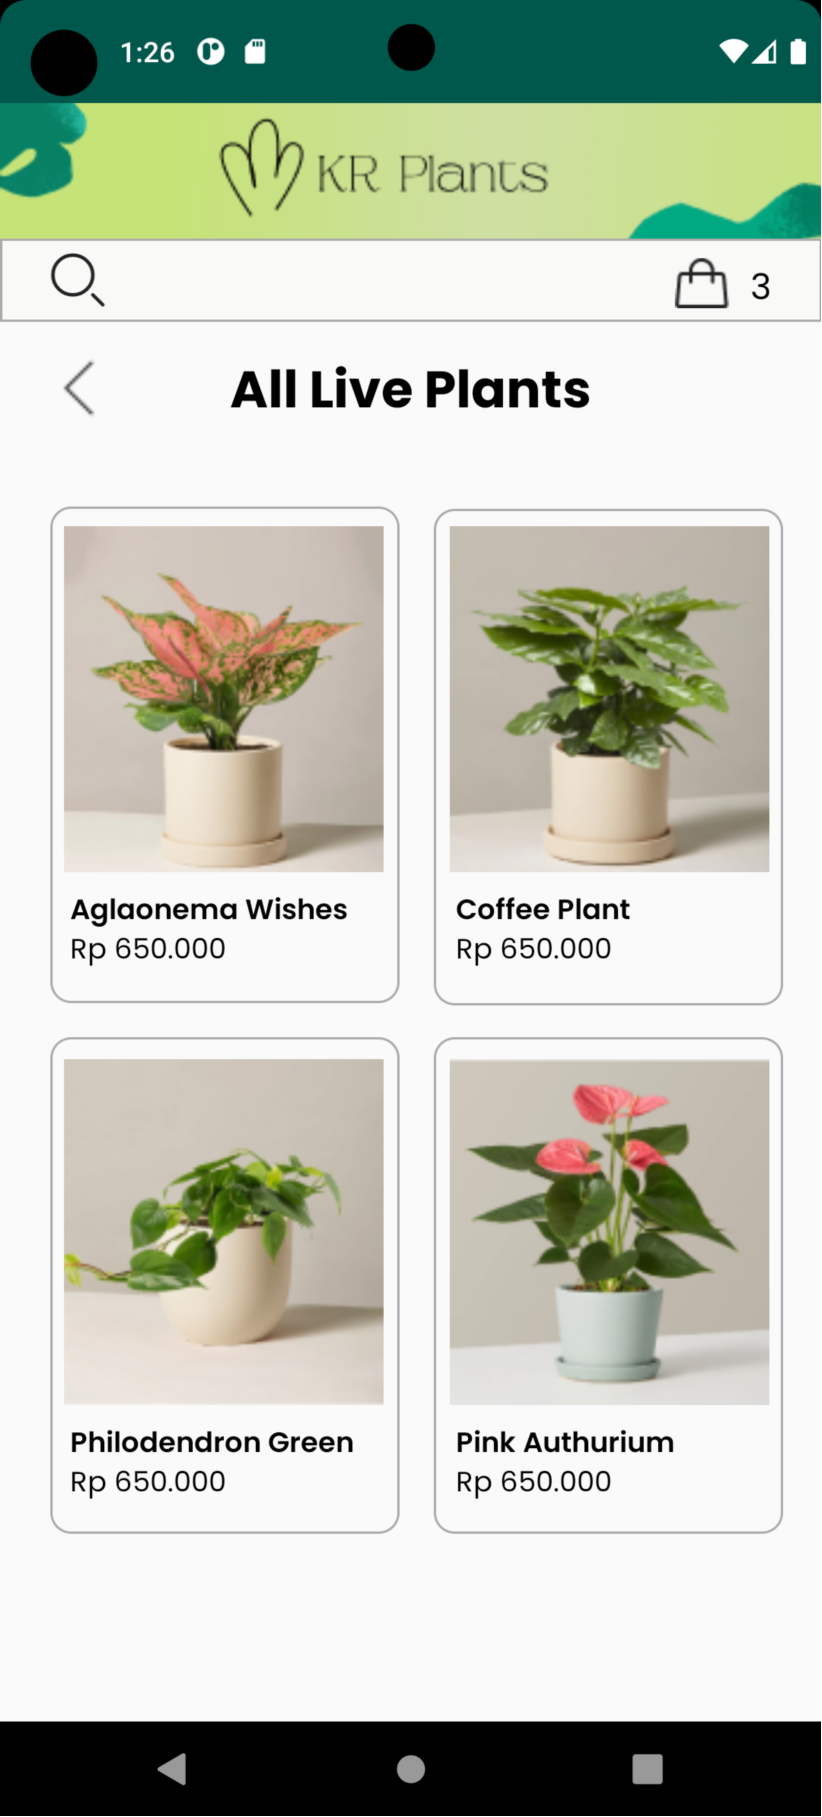 1:26
KR Plants
3
All Live Plants
Aglaonema Wishes
Rp 650.000
Coffee Plant
Rp 650.000
Philodendron Green
Rp 650.000
Pink Authurium
Rp 650.000